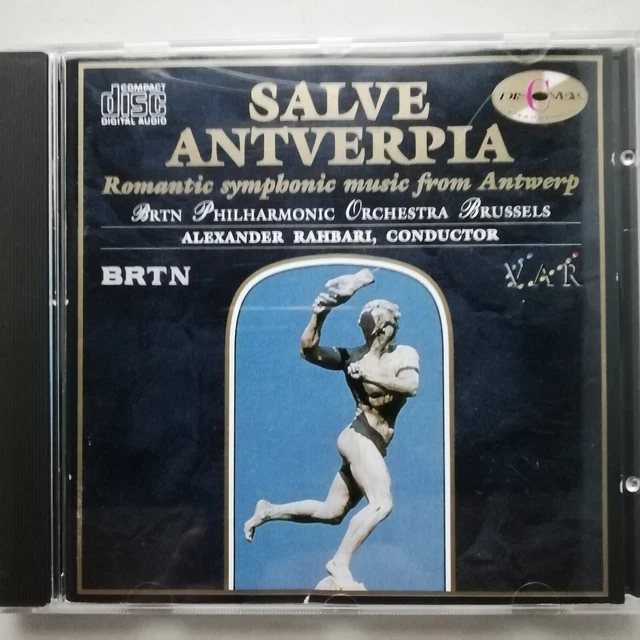 COMPACT
disc
DIGITAL AUDIO
SALVE
ANTVERPIA
Romantic symphonic music from Antwerp
BRTN PHILHARMONIC ORCHESTRA BRUSSELS
ALEXANDER RAHBARI, CONDUCTOR
BRTN
VAR